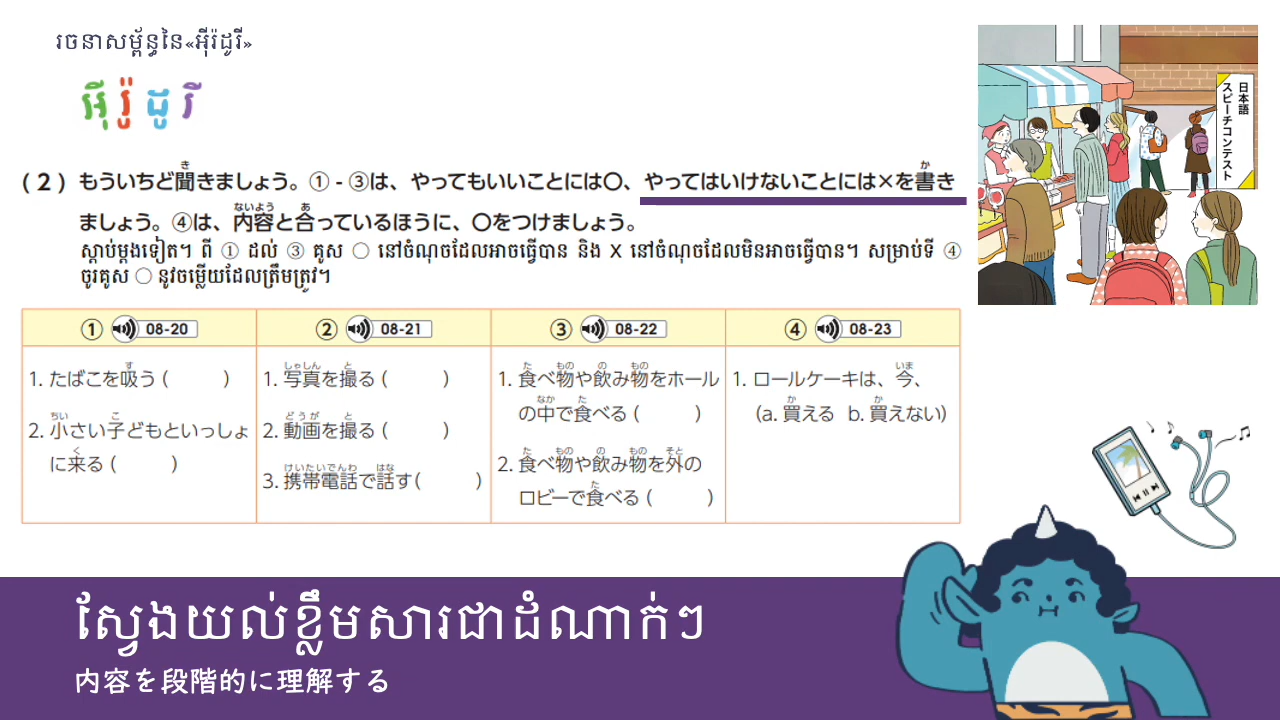 រចនាសម្ព័ន្ធនៃ«អ៊ីរ៉ូដូរី»
អ៊ីរ៉ូដូរី
日本語
スピーチコンテスト
(2) もういちど聞きましょう。①-③は、やってもいいことには〇、やってはいけないことには×を書き
ましょう。④は、内容と合っているほうに、〇をつけましょう。
ស្តាប់ម្តងទៀត។ ពី ① ដល់ ③ គូស ○ នៅចំណុចដែលអាចធ្វើបាន និង X នៅចំណុចដែលមិនអាចធ្វើបាន។ សម្រាប់ទី ④
ចូរគូស ○ នូវចម្លើយដែលត្រឹមត្រូវ។
① 08-20
1. たばこを吸う ( )
2. 小さい子どもといっしょ
に来る ( )
② 08-21
1. 写真を撮る ( )
2. 動画を撮る ( )
3. 携帯電話で話す( )
③ 08-22
1. 食べ物や飲み物をホール
の中で食べる ( )
2. 食べ物や飲み物を外の
ロビーで食べる ( )
④ 08-23
1. ロールケーキは、今、
(a. 買える b. 買えない)
ស្វែងយល់ខ្លឹមសារជាដំណាក់ៗ
内容を段階的に理解する